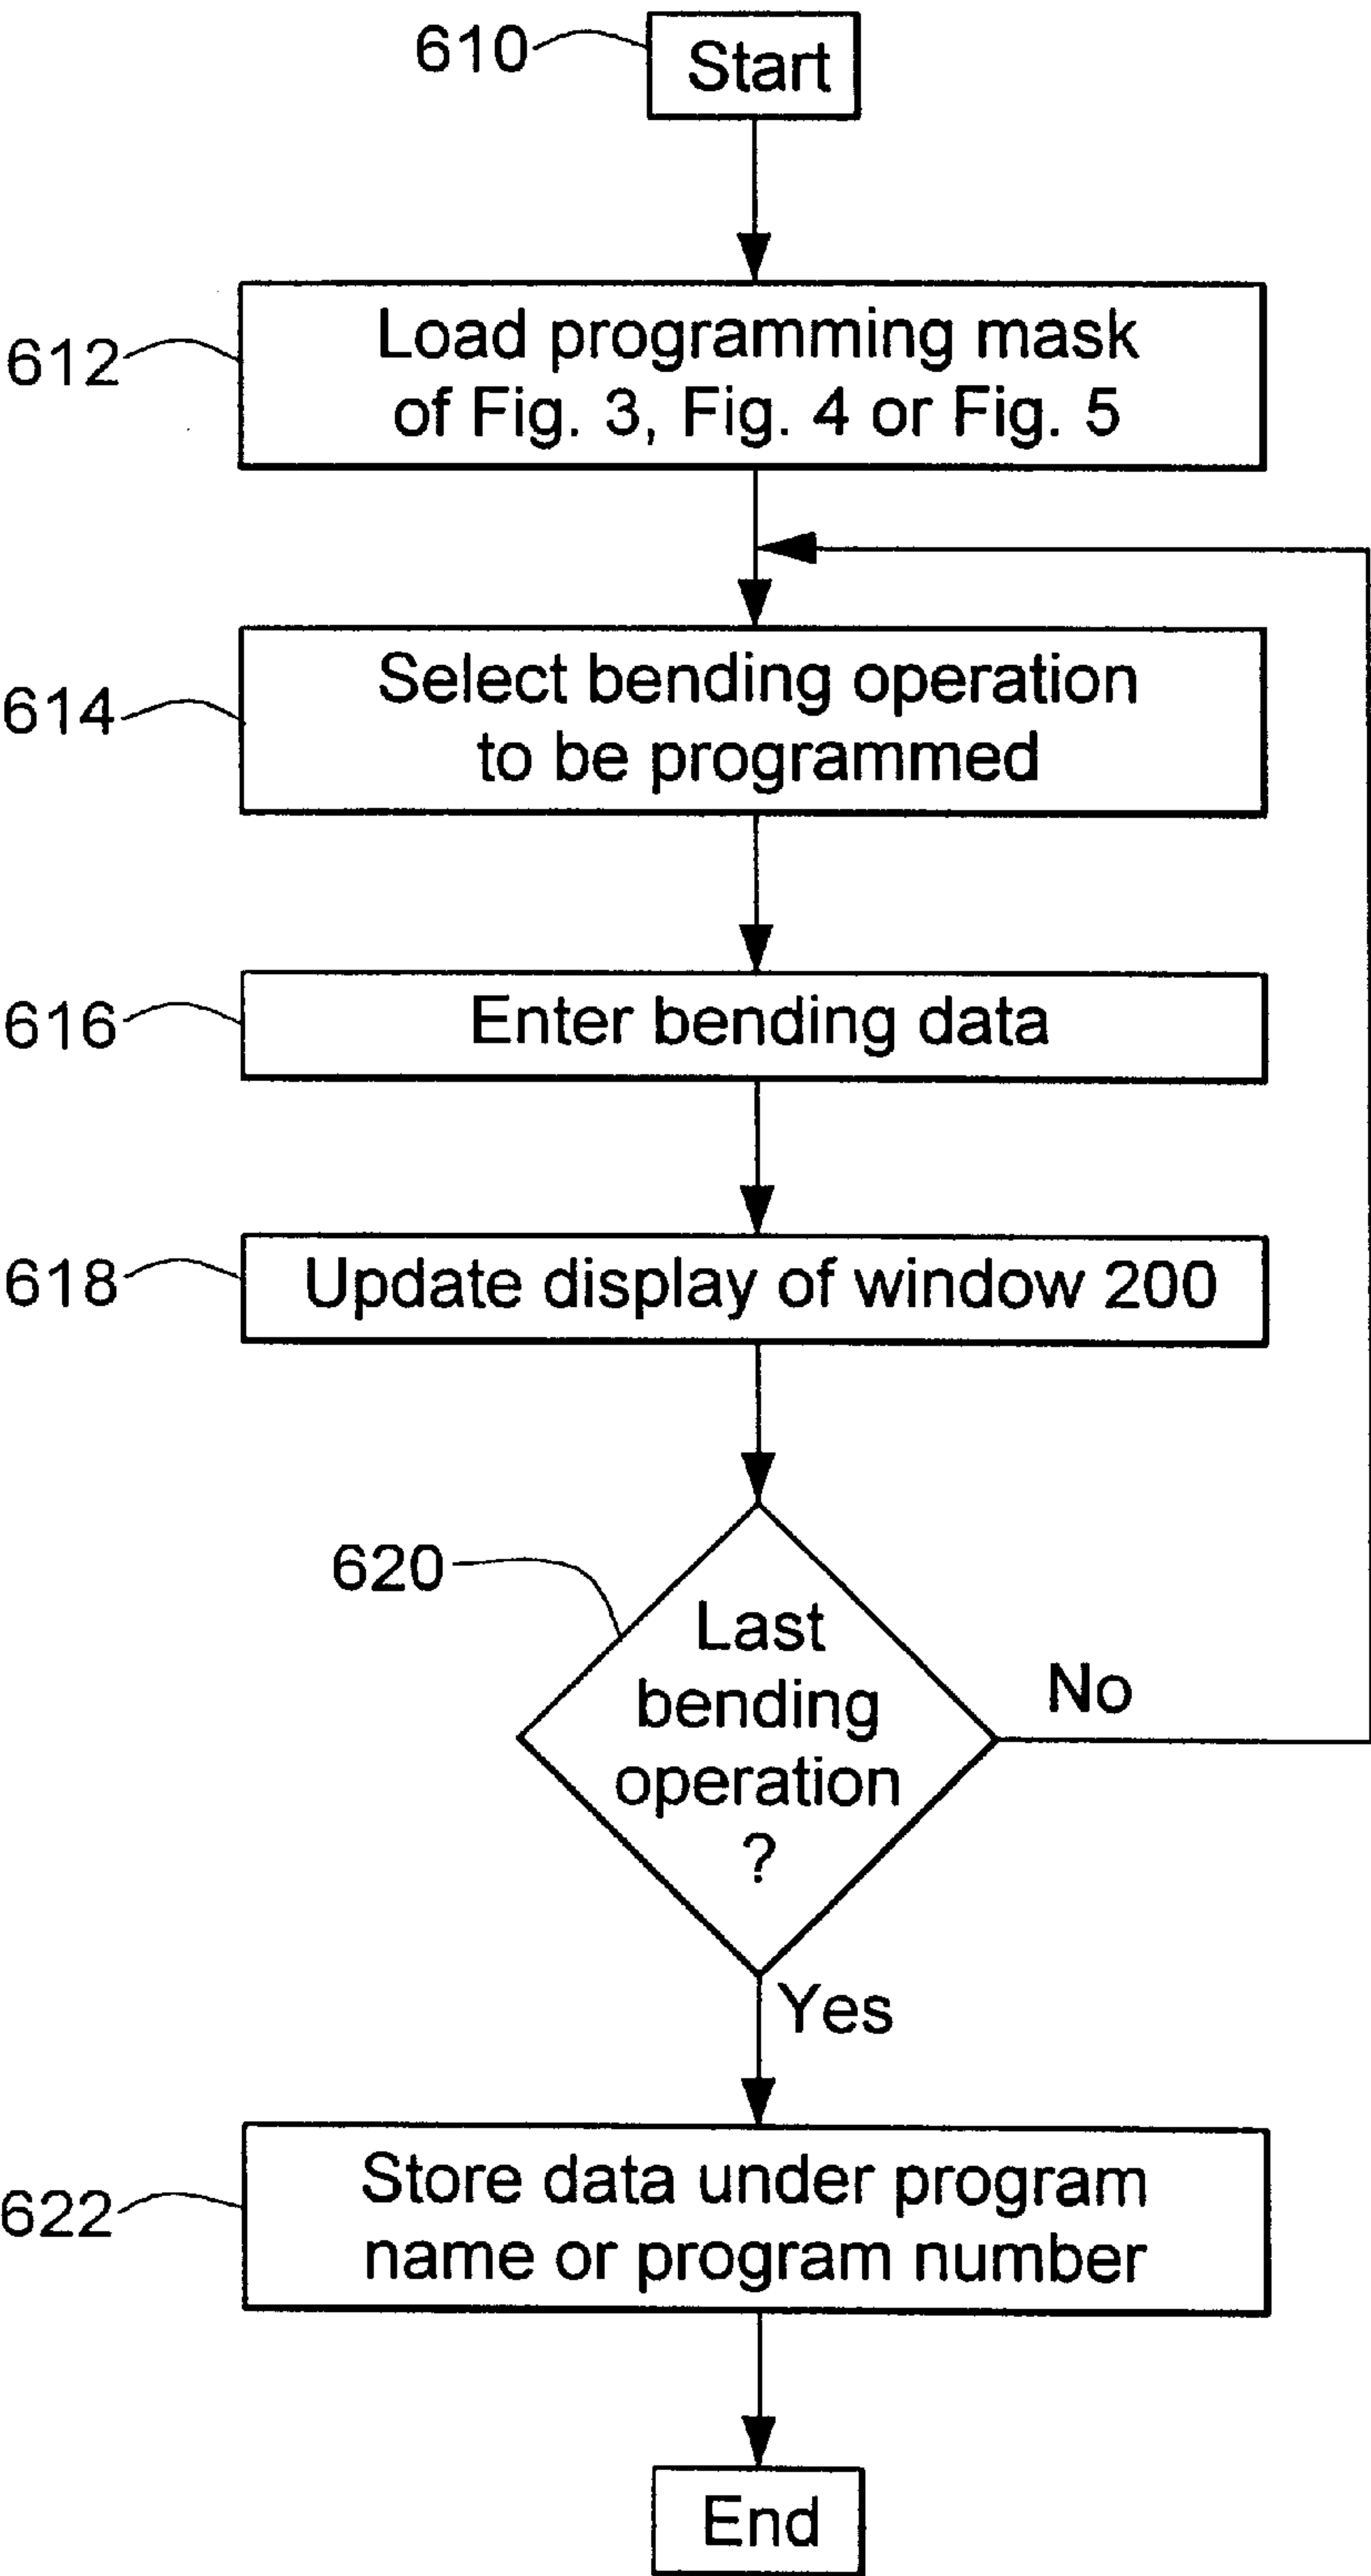 610
Start
612
Load programming mask
of Fig. 3, Fig. 4 or Fig. 5
614
Select bending operation
to be programmed
616
Enter bending data
618
Update display of window 200
620
Last
bending
operation
?
No
Yes
622
Store data under program
name or program number
End